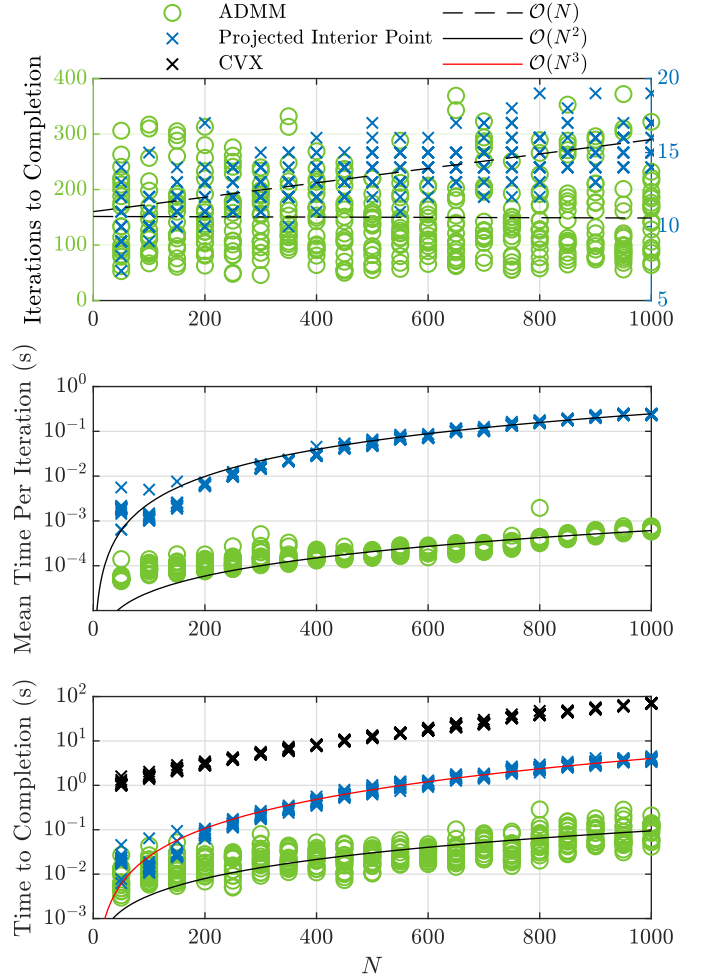 ADMM
Projected Interior Point
CVX
O(N)
O(N²)
O(N³)
Iterations to Completion
400
300
200
100
0
20
15
10
5
0 200 400 600 800 1000
Mean Time Per Iteration (s)
10⁰
10⁻¹
10⁻²
10⁻³
10⁻⁴
0 200 400 600 800 1000
Time to Completion (s)
10²
10¹
10⁰
10⁻¹
10⁻²
10⁻³
0 200 400 600 800 1000
N